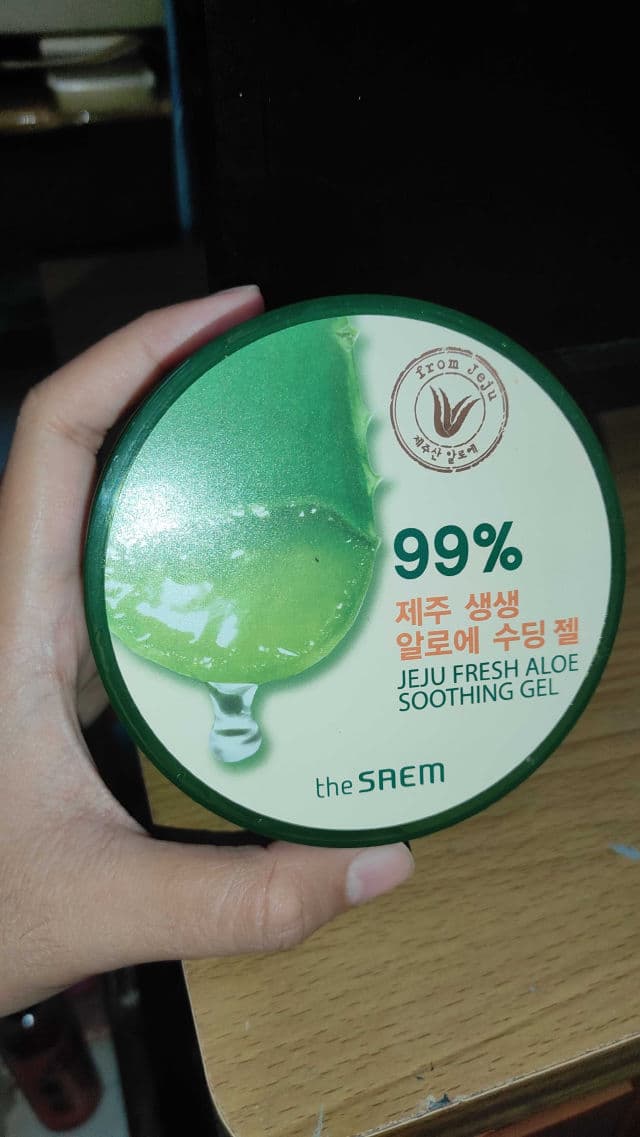 from jeju
제주산 알로에
99%
제주 생생
알로에 수딩 젤
JEJU FRESH ALOE
SOOTHING GEL
the SAEM